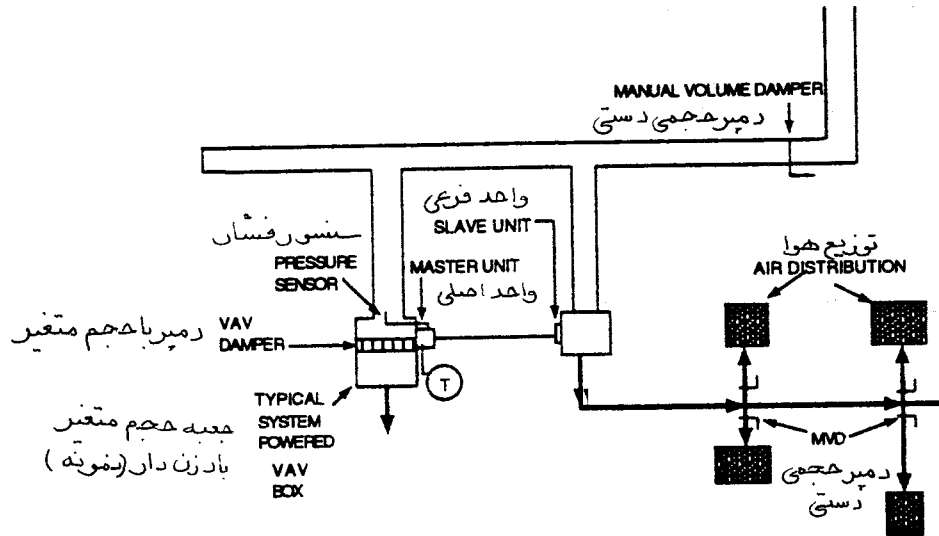 MANUAL VOLUME DAMPER
دمپر حجمی دستی
واحد فرعی
SLAVE UNIT
سنسور فشار
PRESSURE
SENSOR
MASTER UNIT
واحد اصلی
توزیع هوا
AIR DISTRIBUTION
دمپر با حجم متغیر
VAV
DAMPER
T
TYPICAL
SYSTEM
POWERED
VAV
BOX
جعبه حجم متغیر
بادزن دار (نمونه)
MVD
دمپر حجمی
دستی